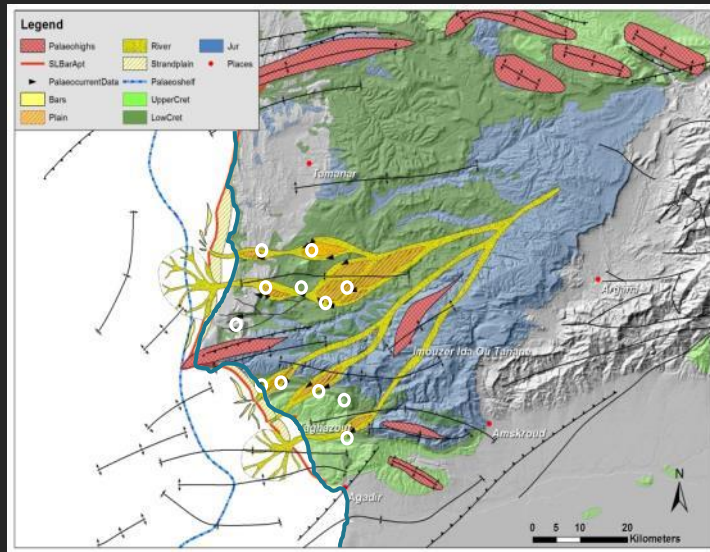 Legend
Palaeohighs
River
Jur
SLBarApt
Strandplain
Places
PalaeocurrentData
Palaeoshelf
Bars
UpperCret
Plain
LowCret
Tamanar
Argana
Imouzer Ida Ou Tanane
Taghazout
Amskroud
Agadir
N
0 5 10 20
Kilometers